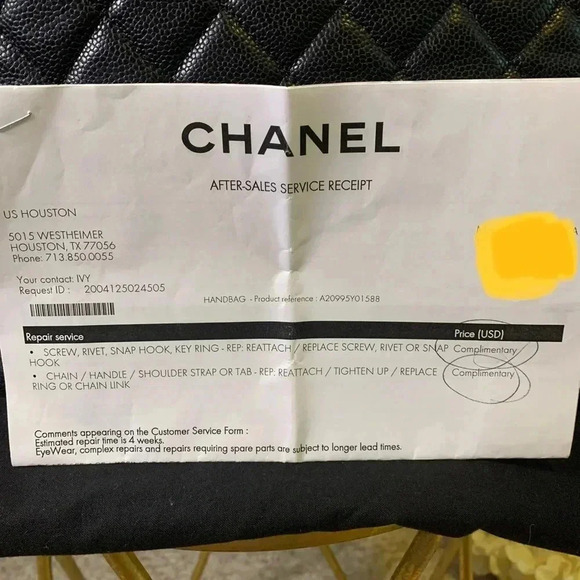 CHANEL
AFTER-SALES SERVICE RECEIPT
US HOUSTON
5015 WESTHEIMER
HOUSTON, TX 77056
Phone: 713.850.0055
Your contact: IVY
Request ID : 2004125024505
HANDBAG - Product reference : A20995Y01588
Repair service Price (USD)
• SCREW, RIVET, SNAP HOOK, KEY RING - REP: REATTACH / REPLACE SCREW, RIVET OR SNAP HOOK Complimentary
• CHAIN / HANDLE / SHOULDER STRAP OR TAB - REP: REATTACH / TIGHTEN UP / REPLACE Complimentary
RING OR CHAIN LINK
Comments appearing on the Customer Service Form :
Estimated repair time is 4 weeks.
EyeWear, complex repairs and repairs requiring spare parts are subject to longer lead times.